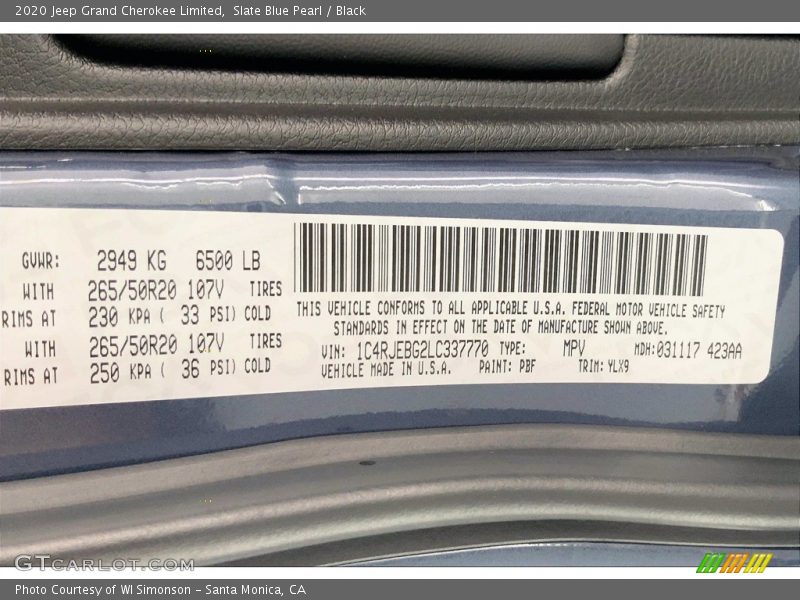 2020 Jeep Grand Cherokee Limited, Slate Blue Pearl / Black
GVWR: 2949 KG 6500 LB
WITH 265/50R20 107V TIRES
RIMS AT 230 KPA ( 33 PSI) COLD
WITH 265/50R20 107V TIRES
RIMS AT 250 KPA ( 36 PSI) COLD
THIS VEHICLE CONFORMS TO ALL APPLICABLE U.S.A. FEDERAL MOTOR VEHICLE SAFETY
STANDARDS IN EFFECT ON THE DATE OF MANUFACTURE SHOWN ABOVE.
VIN: 1C4RJEBG2LC337770 TYPE: MPV MDH:031117 423AA
VEHICLE MADE IN U.S.A. PAINT: PBF TRIM: YLX9
GTCARLOT.COM
Photo Courtesy of WI Simonson - Santa Monica, CA